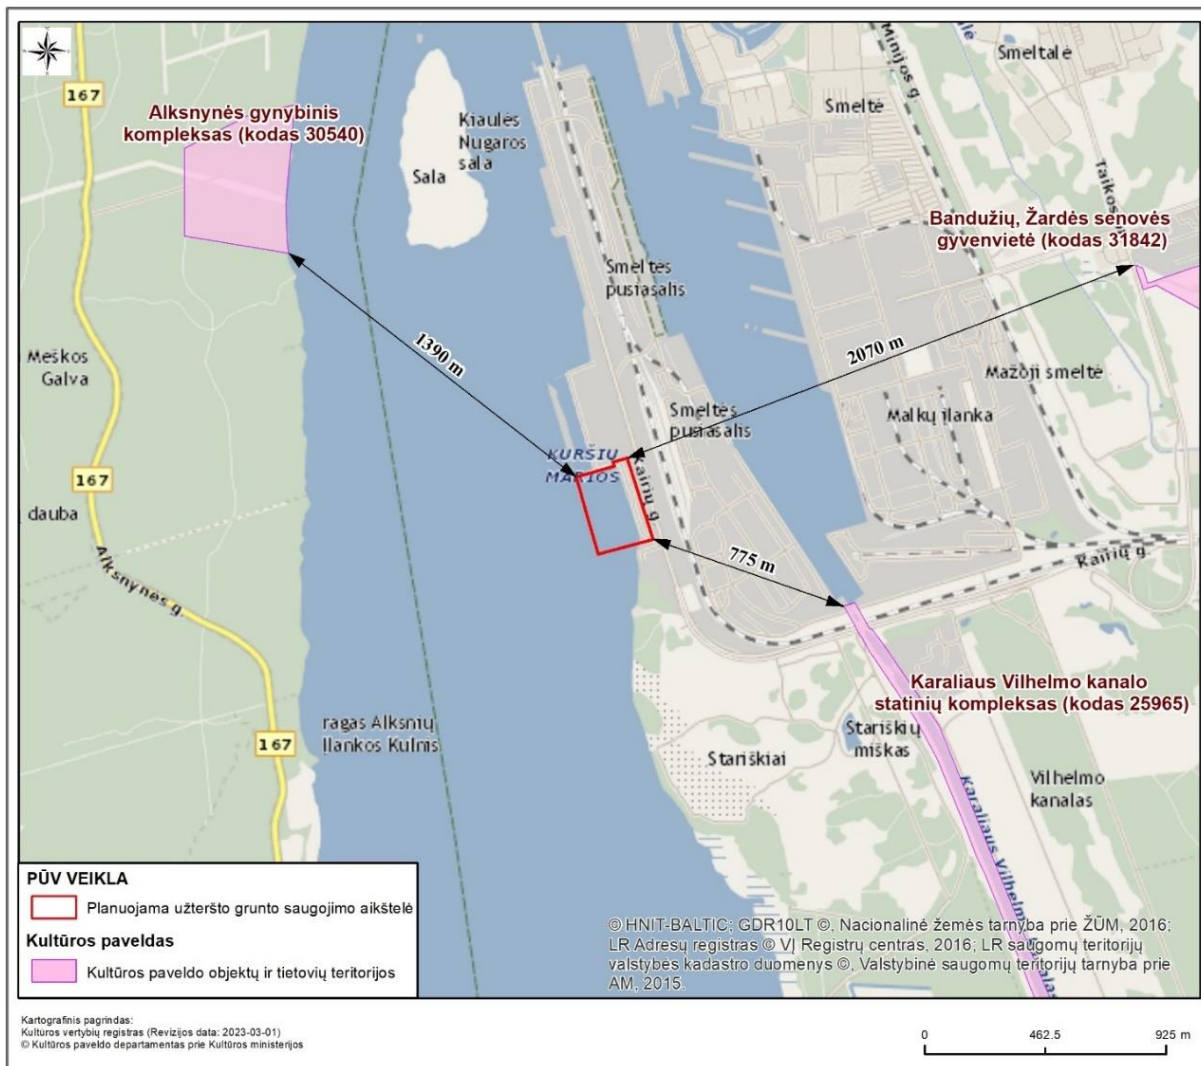 167
Alksnynės gynybinis
kompleksas (kodas 30540)
Sala
Kiaulės
Nugaros
sala
Minijos g.
Smeltalė
Smeltė
Taikos
Bandužių, Žardės senovės
gyvenvietė (kodas 31842)
Smeltės
pusiasalis
1390 m
2070 m
Meškos
Galva
Mažoji smeltė
Malkų įlanka
Smeltės
pusiasalis
KURŠIŲ
MARIOS
Kairių g.
167
dauba
775 m
Kairių g.
Alksnynės g.
Karaliaus Vilhelmo kanalo
statinių kompleksas (kodas 25965)
ragas Alksnių
Įlankos Kulnis
167
Stariškių
miškas
Stariškiai
Vilhelmo
kanalas
Karaliaus Vilhelmo kanalas
PŪV VEIKLA
Planuojama užteršto grunto saugojimo aikštelė
Kultūros paveldas
Kultūros paveldo objektų ir tietovių teritorijos
© HNIT-BALTIC; GDR10LT ©, Nacionalinė žemės tarnyba prie ŽŪM, 2016;
LR Adresų registras © VĮ Registrų centras, 2016; LR saugomų teritorijų
valstybės kadastro duomenys ©, Valstybinė saugomų teritorijų tarnyba prie
AM, 2015.
Kartografinis pagrindas:
Kultūros vertybių registras (Revizijos data: 2023-03-01)
© Kultūros paveldo departamentas prie Kultūros ministerijos
0 462.5 925 m